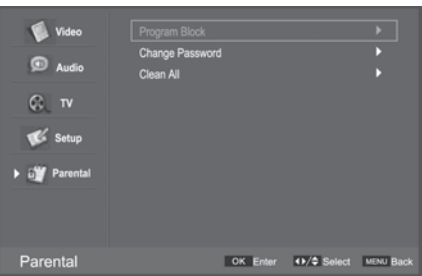 Video
Audio
TV
Setup
Parental
Program Block
Change Password
Clean All
Parental
OK Enter
Select
MENU Back